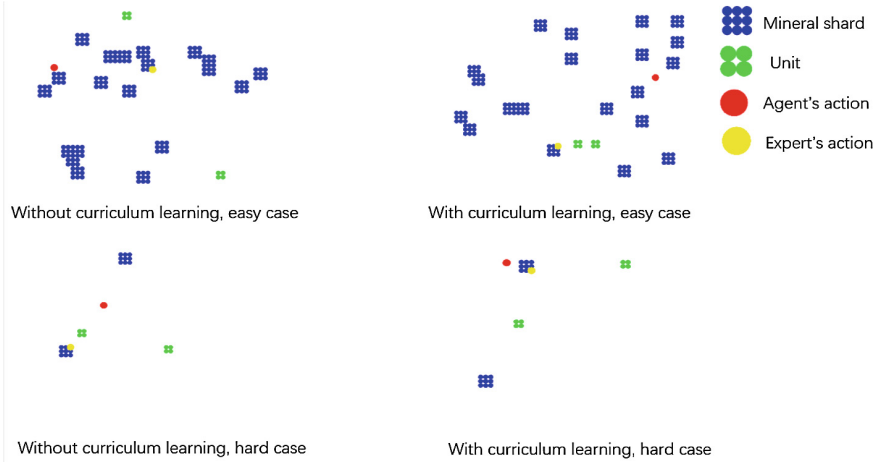 Mineral shard
Unit
Agent's action
Expert's action
Without curriculum learning, easy case
With curriculum learning, easy case
Without curriculum learning, hard case
With curriculum learning, hard case